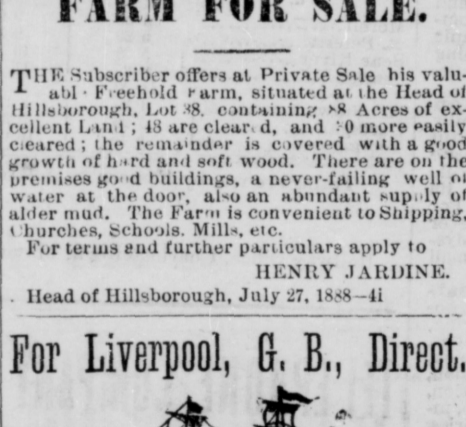 FARM FOR SALE.
THE Subscriber offers at Private Sale his valu-
abl Freehold Farm, situated at the Head of
Hillsborough, Lot containing Acres of ex-
cellent Land; 48 are cleared, and more easily
cleared; the remainder is covered with a good
growth of hard and soft wood. There are on the
premises good buildings, a never-failing well of
water at the door, also an abundant supply of
alder mud. The Farm is convenient to Shipping,
Churches, Schools. Mills, etc.
For terms and further particulars apply to
HENRY JARDINE.
Head of Hillsborough, July 27, 1888—4i
For Liverpool, G. B., Direct.